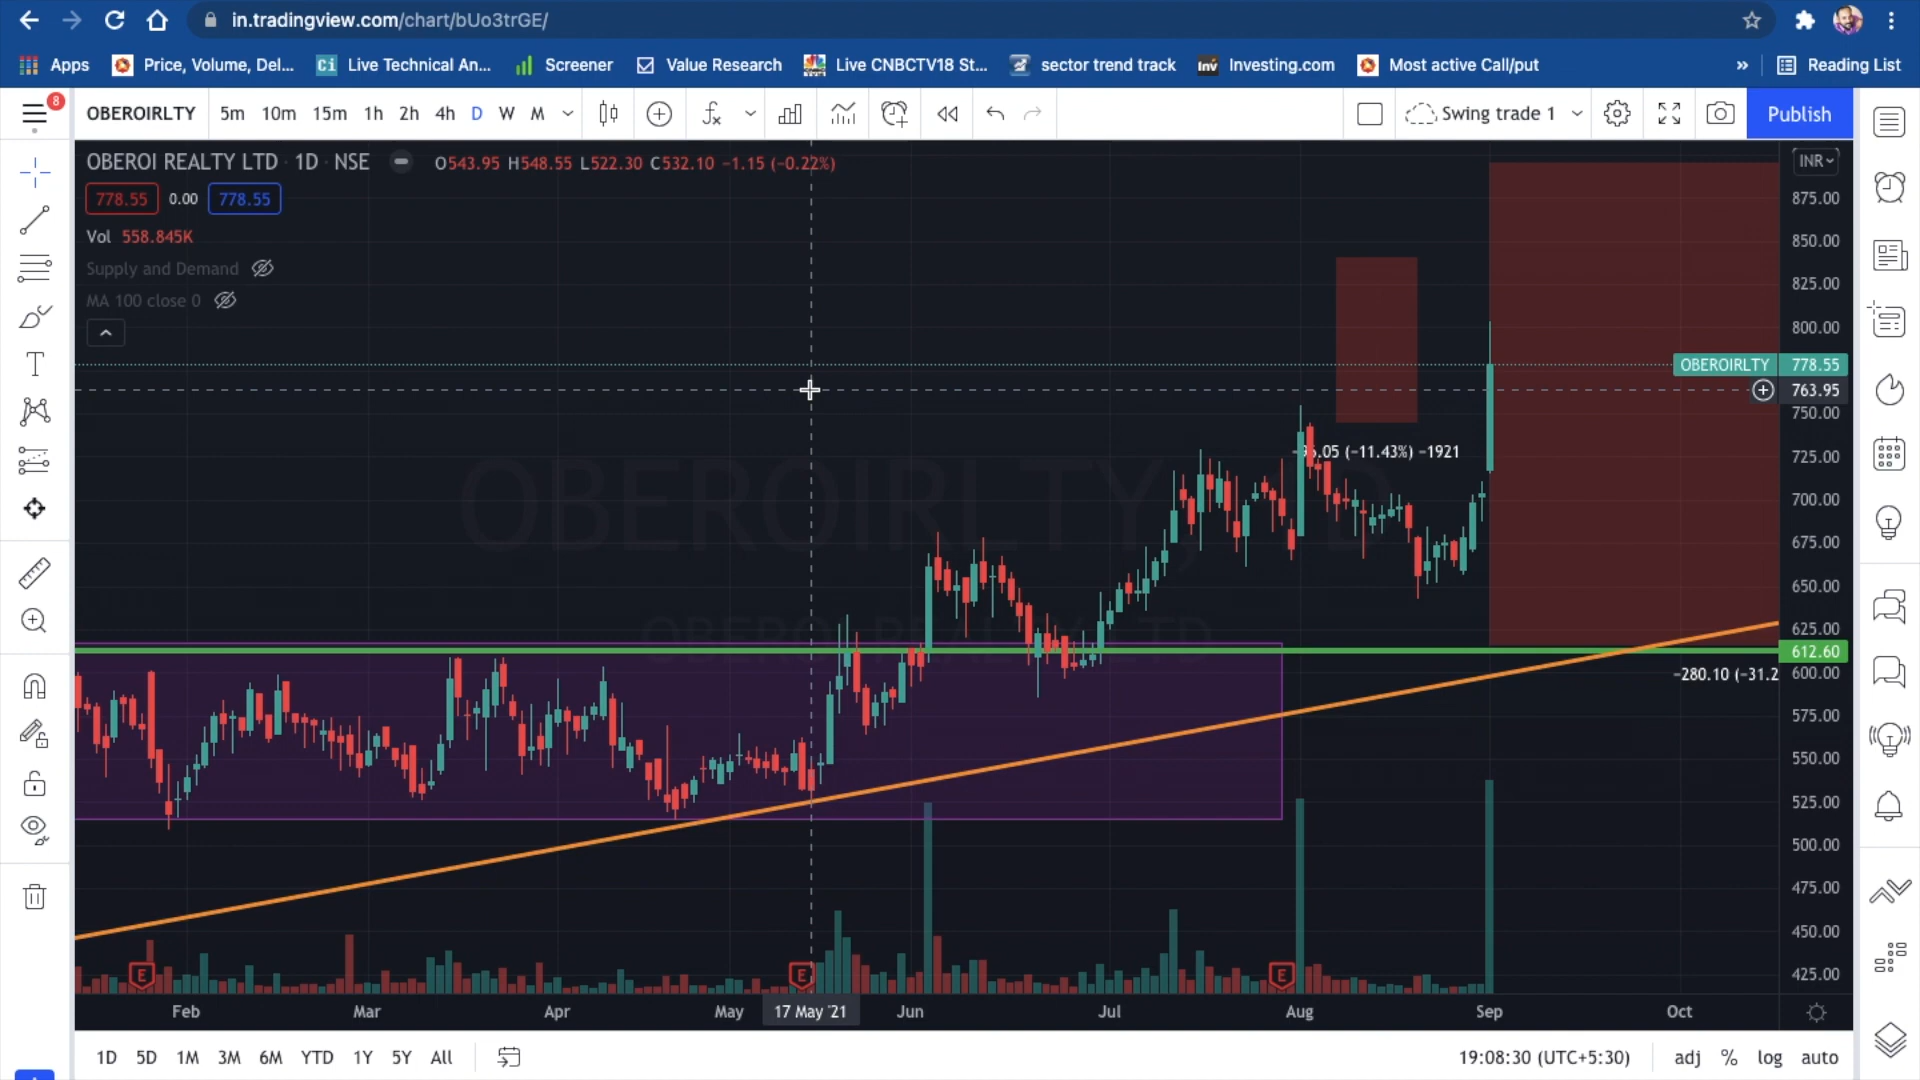 in.tradingview.com/chart/bUo3trGE/
Apps Price, Volume, Del... Ci Live Technical An... Screener Value Research Live CNBCTV18 St... sector trend track Inv Investing.com Most active Call/put » Reading List
8
OBEROIRLTY 5m 10m 15m 1h 2h 4h D W M Swing trade 1 Publish
OBEROI REALTY LTD · 1D · NSE O543.95 H548.55 L522.30 C532.10 −1.15 (−0.22%) INR
778.55 0.00 778.55
Vol 558.845K
Supply and Demand
MA 100 close 0
875.00
850.00
825.00
800.00
OBEROIRLTY 778.55
763.95
750.00
.05 (−11.43%) −1921
725.00
OBEROIRLTY, 1D
700.00
675.00
650.00
OBEROI REALTY LTD
625.00
612.60
−280.10 (−31.2
600.00
575.00
550.00
525.00
500.00
475.00
450.00
425.00
E E E
Feb Mar Apr May 17 May '21 Jun Jul Aug Sep Oct
1D 5D 1M 3M 6M YTD 1Y 5Y All 19:08:30 (UTC+5:30) adj % log auto